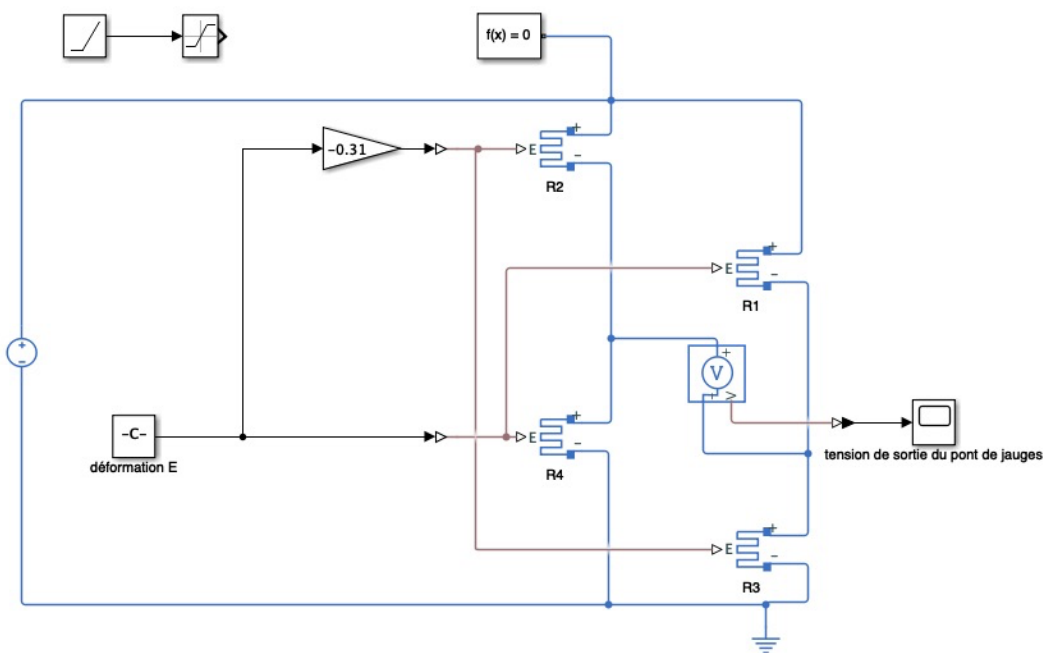 f(x) = 0
-0.31
+
E
-
R2
+
E
-
R1
+
-
+
V
+
V
-C-
déformation E
+
E
-
R4
tension de sortie du pont de jauges
+
E
-
R3